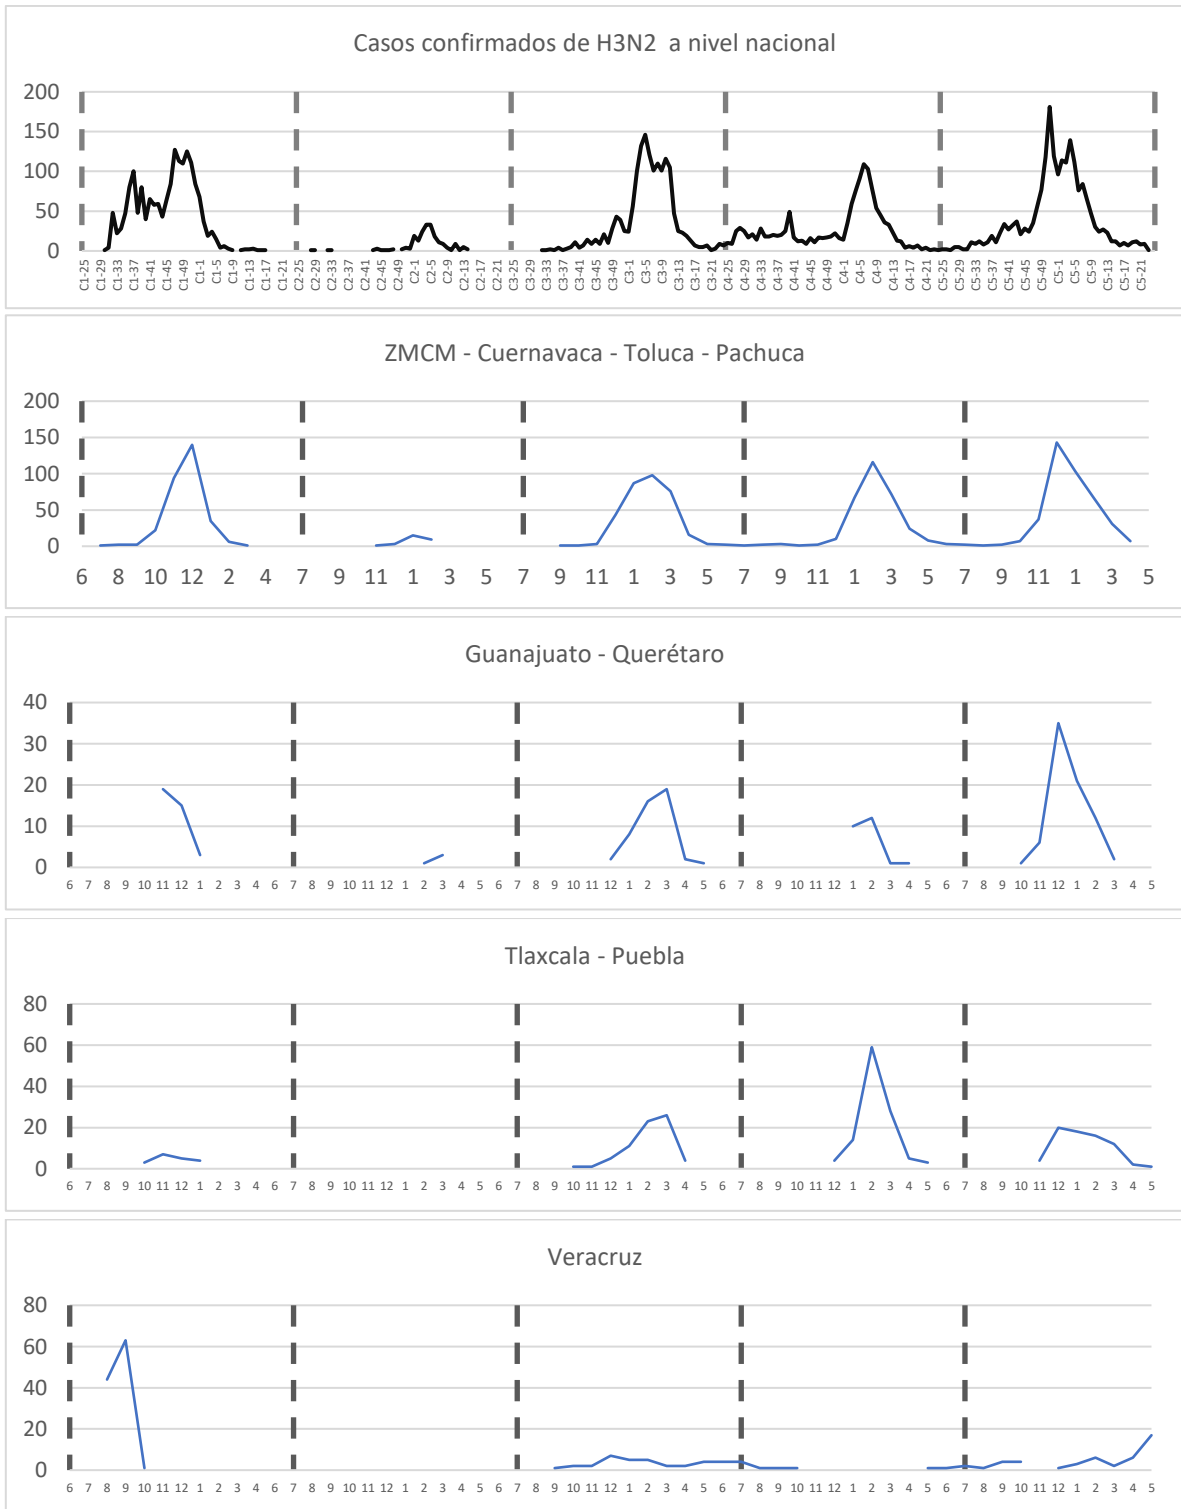 Casos confirmados de H3N2 a nivel nacional
200
150
100
50
0
C1-25 C1-29 C1-33 C1-37 C1-41 C1-45 C1-49 C1-1 C1-5 C1-9 C1-13 C1-17 C1-21 C2-25 C2-29 C2-33 C2-37 C2-41 C2-45 C2-49 C2-1 C2-5 C2-9 C2-13 C2-17 C2-21 C3-25 C3-29 C3-33 C3-37 C3-41 C3-45 C3-49 C3-1 C3-5 C3-9 C3-13 C3-17 C3-21 C4-25 C4-29 C4-33 C4-37 C4-41 C4-45 C4-49 C4-1 C4-5 C4-9 C4-13 C4-17 C4-21 C5-25 C5-29 C5-33 C5-37 C5-41 C5-45 C5-49 C5-1 C5-5 C5-9 C5-13 C5-17 C5-21
ZMCM - Cuernavaca - Toluca - Pachuca
200
150
100
50
0
6 8 10 12 2 4 7 9 11 1 3 5 7 9 11 1 3 5 7 9 11 1 3 5 7 9 11 1 3 5
Guanajuato - Querétaro
40
30
20
10
0
6 7 8 9 10 11 12 1 2 3 4 6 7 8 9 10 11 12 1 2 3 4 5 6 7 8 9 10 11 12 1 2 3 4 5 6 7 8 9 10 11 12 1 2 3 4 5 6 7 8 9 10 11 12 1 2 3 4 5
Tlaxcala - Puebla
80
60
40
20
0
6 7 8 9 10 11 12 1 2 3 4 6 7 8 9 10 11 12 1 2 3 4 5 6 7 8 9 10 11 12 1 2 3 4 5 6 7 8 9 10 11 12 1 2 3 4 5 6 7 8 9 10 11 12 1 2 3 4 5
Veracruz
80
60
40
20
0
6 7 8 9 10 11 12 1 2 3 4 6 7 8 9 10 11 12 1 2 3 4 5 6 7 8 9 10 11 12 1 2 3 4 5 6 7 8 9 10 11 12 1 2 3 4 5 6 7 8 9 10 11 12 1 2 3 4 5